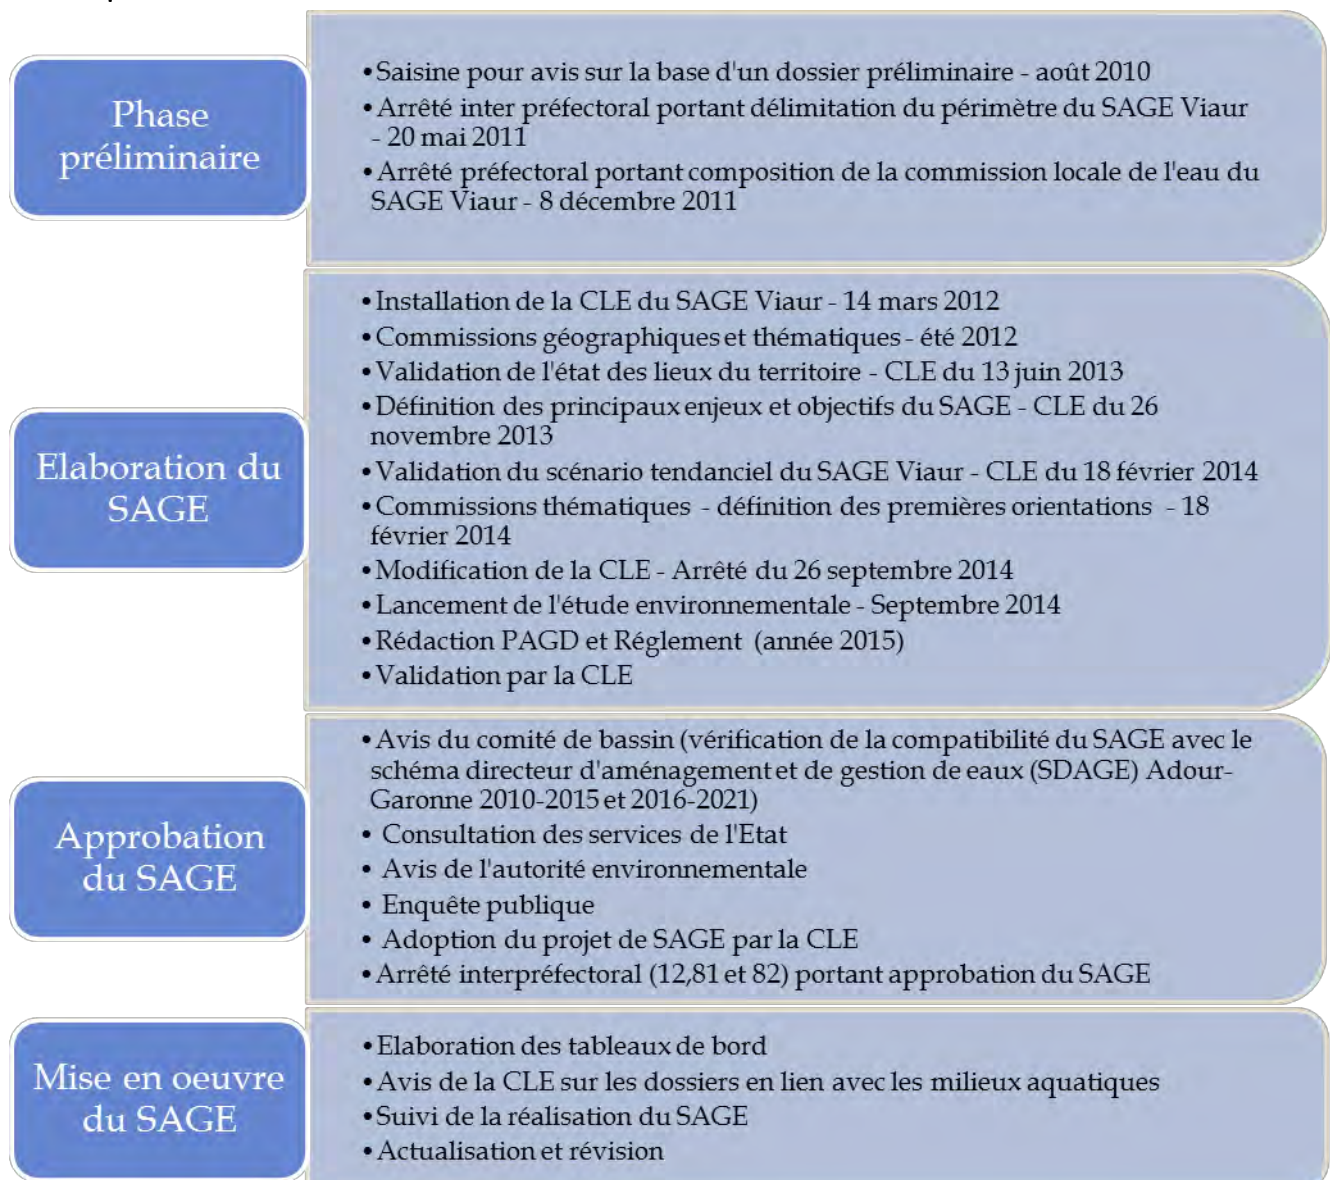 Phase
préliminaire
•Saisine pour avis sur la base d'un dossier préliminaire - août 2010
•Arrêté inter préfectoral portant délimitation du périmètre du SAGE Viaur
- 20 mai 2011
•Arrêté préfectoral portant composition de la commission locale de l'eau du
SAGE Viaur - 8 décembre 2011
Elaboration du
SAGE
•Installation de la CLE du SAGE Viaur - 14 mars 2012
•Commissions géographiques et thématiques - été 2012
•Validation de l'état des lieux du territoire - CLE du 13 juin 2013
•Définition des principaux enjeux et objectifs du SAGE - CLE du 26
novembre 2013
•Validation du scénario tendanciel du SAGE Viaur - CLE du 18 février 2014
•Commissions thématiques - définition des premières orientations - 18
février 2014
•Modification de la CLE - Arrêté du 26 septembre 2014
•Lancement de l'étude environnementale - Septembre 2014
•Rédaction PAGD et Réglement (année 2015)
•Validation par la CLE
Approbation
du SAGE
•Avis du comité de bassin (vérification de la compatibilité du SAGE avec le
schéma directeur d'aménagement et de gestion de eaux (SDAGE) Adour-
Garonne 2010-2015 et 2016-2021)
• Consultation des services de l'Etat
• Avis de l'autorité environnementale
• Enquête publique
• Adoption du projet de SAGE par la CLE
•Arrêté interpréfectoral (12,81 et 82) portant approbation du SAGE
Mise en oeuvre
du SAGE
•Elaboration des tableaux de bord
•Avis de la CLE sur les dossiers en lien avec les milieux aquatiques
•Suivi de la réalisation du SAGE
•Actualisation et révision